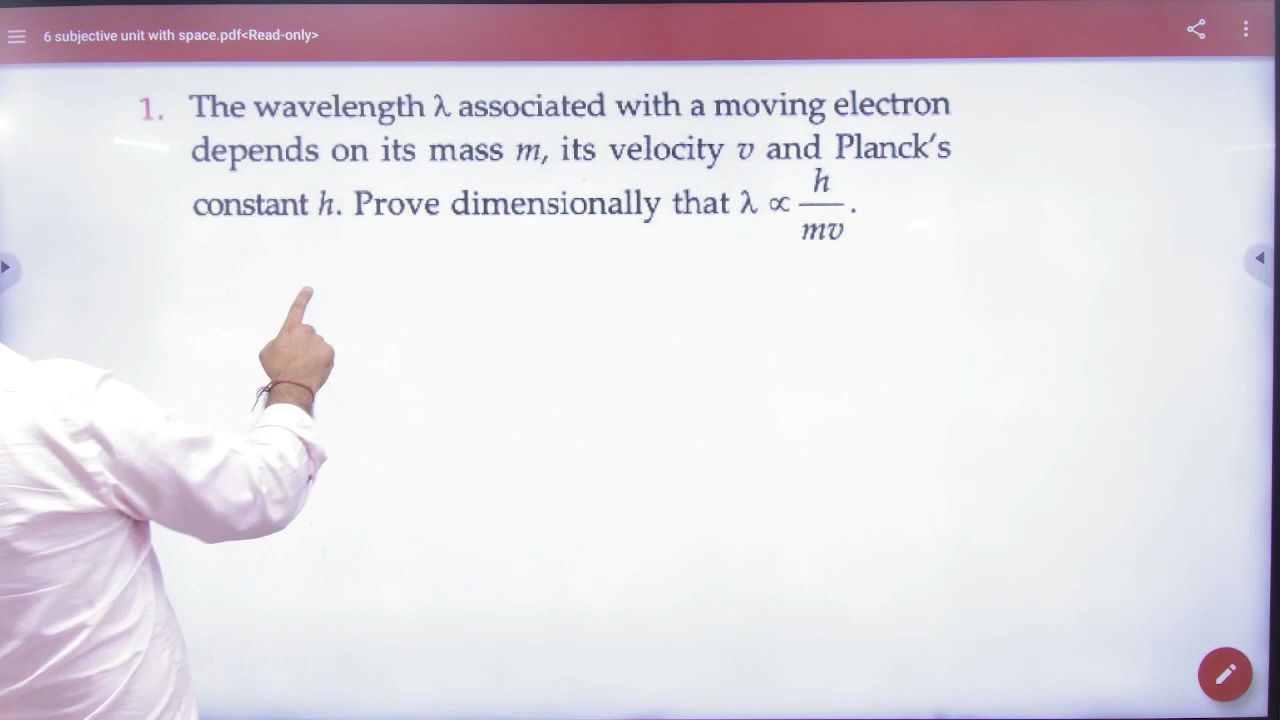 6 subjective unit with space.pdf<Read-only>
1. The wavelength λ associated with a moving electron
depends on its mass m, its velocity v and Planck's
constant h. Prove dimensionally that λ ∝ h/mv.